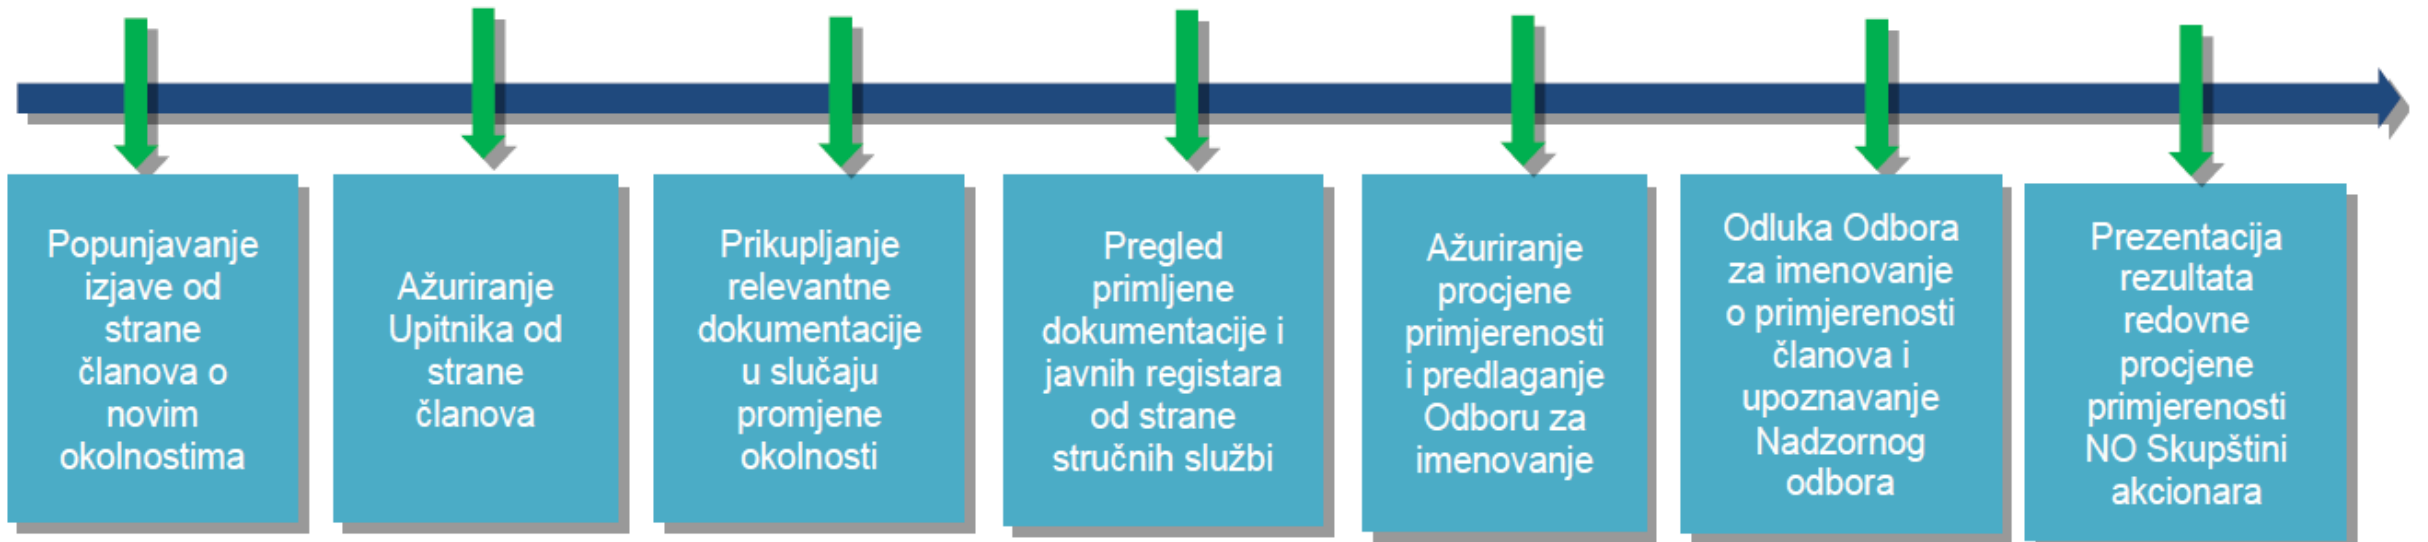 Popunjavanje
izjave od
strane
članova o
novim
okolnostima
Ažuriranje
Upitnika od
strane
članova
Prikupljanje
relevantne
dokumentacije
u slučaju
promjene
okolnosti
Pregled
primljene
dokumentacije i
javnih registara
od strane
stručnih službi
Ažuriranje
procjene
primjerenosti
i predlaganje
Odboru za
imenovanje
Odluka Odbora
za imenovanje
o primjerenosti
članova i
upoznavanje
Nadzornog
odbora
Prezentacija
rezultata
redovne
procjene
primjerenosti
NO Skupštini
akcionara